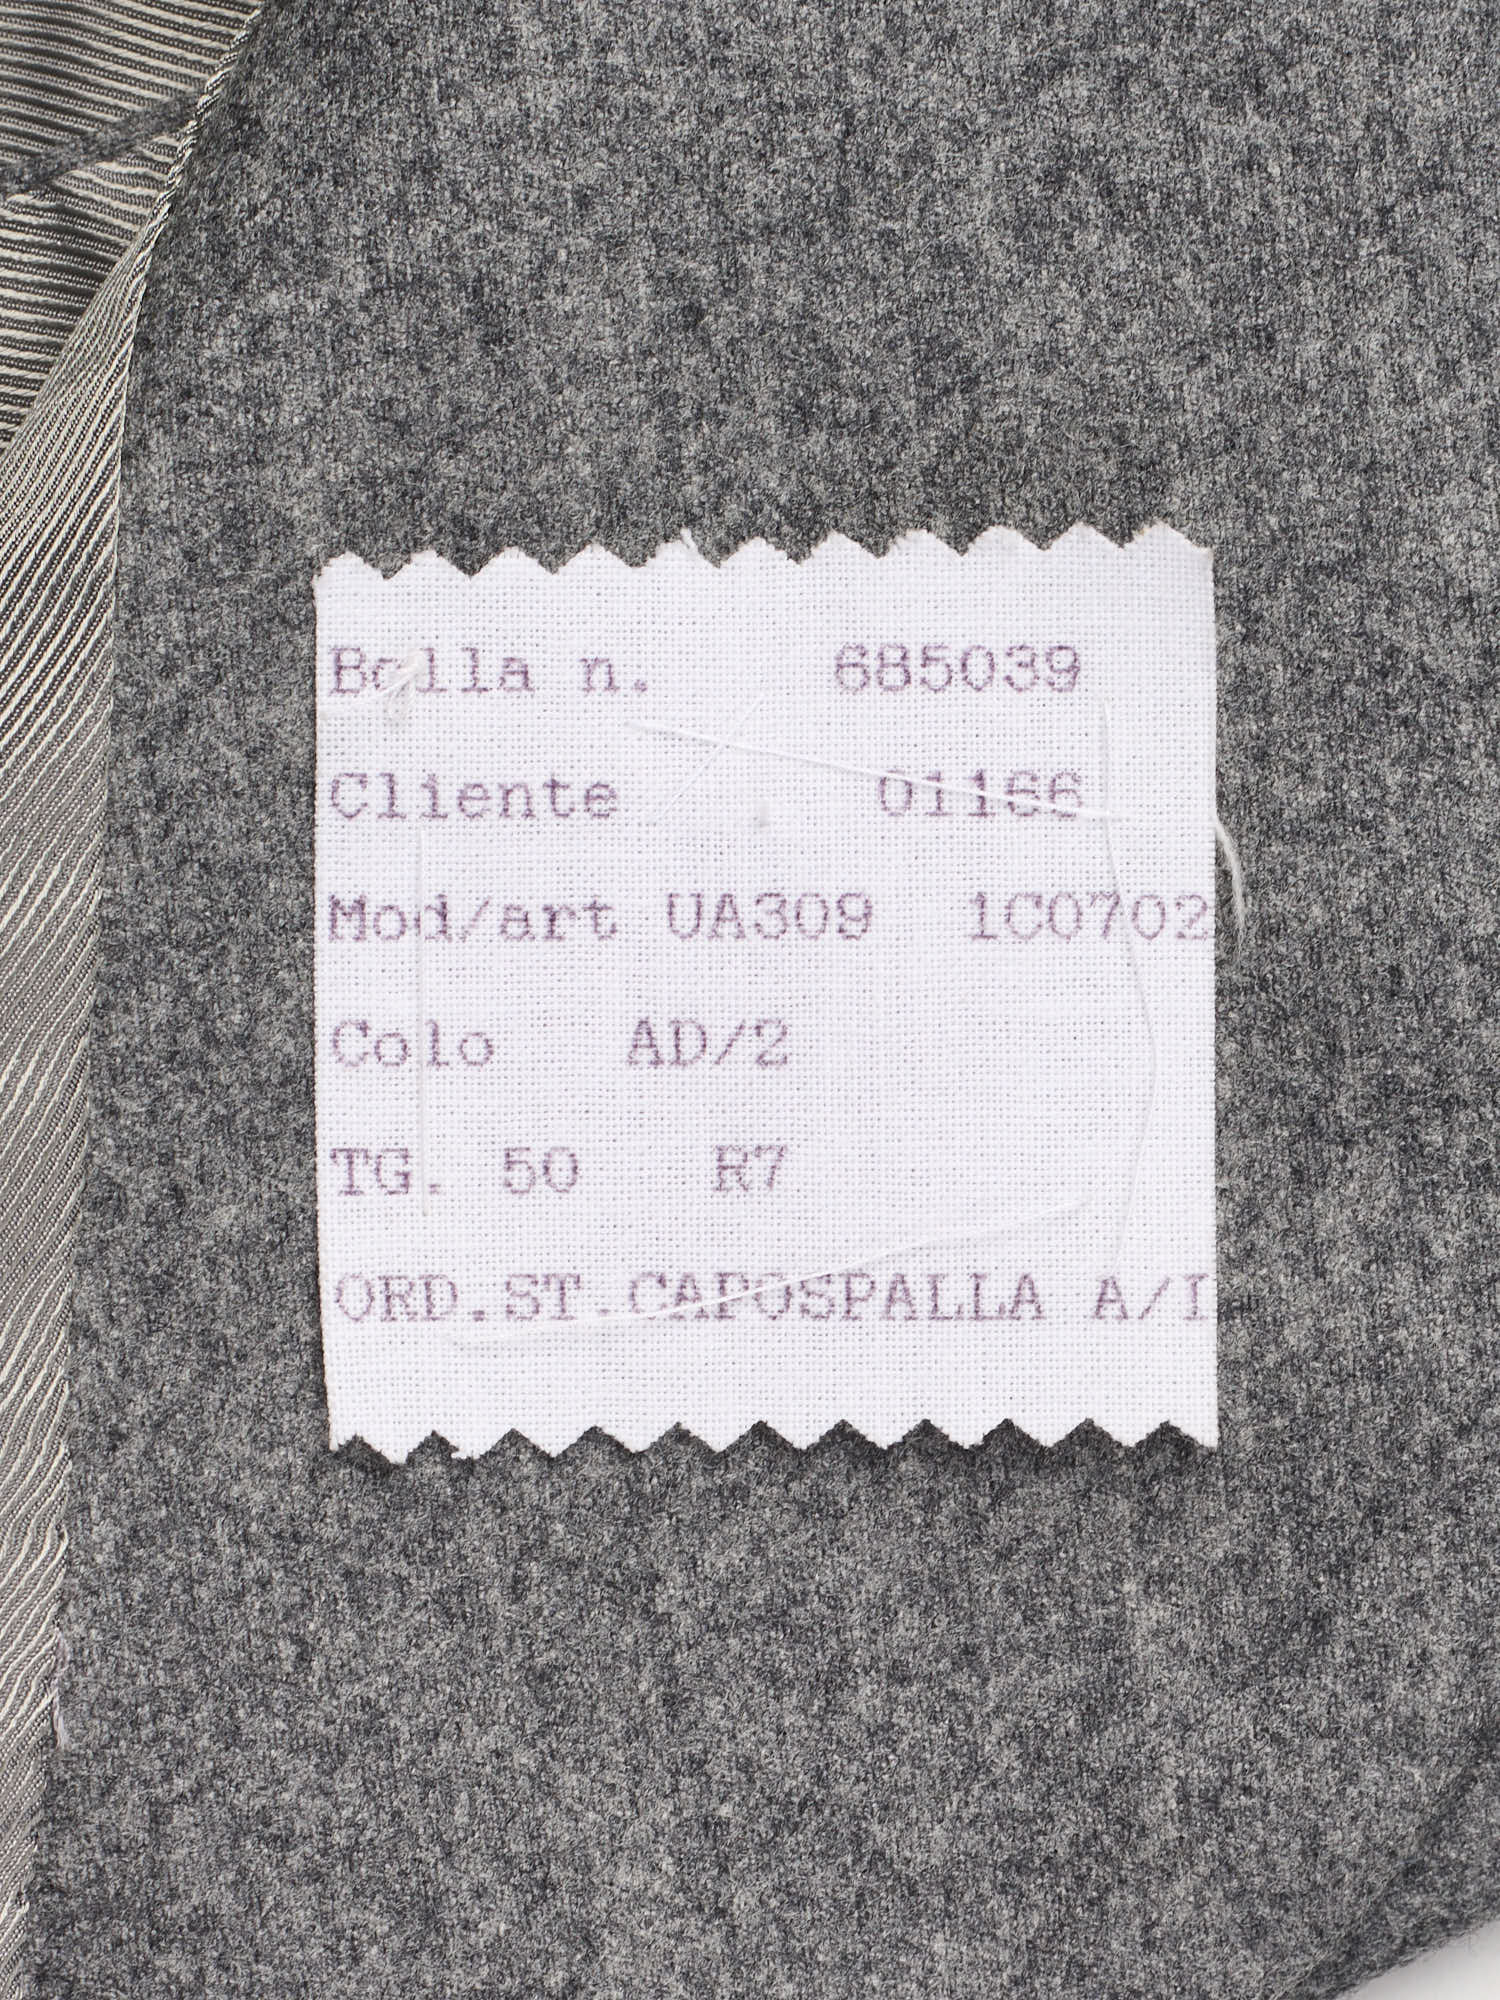 Bolla n. 685039
Cliente 01166
Mod/art UA309 1C0702
Colo AD/2
TG. 50 R7
ORD.ST.CAPOSPALLA A/I